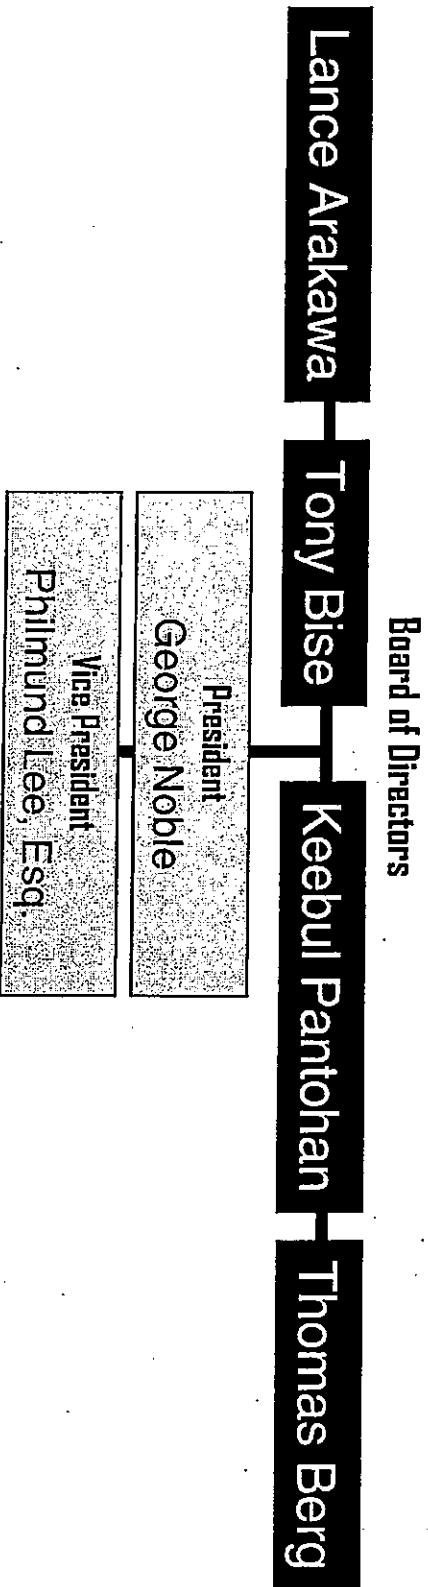 Board of Directors
Lance Arakawa
Tony Bise
Keebul Pantohan
Thomas Berg
President
George Noble
Vice President
Philmund Lee, Esq.